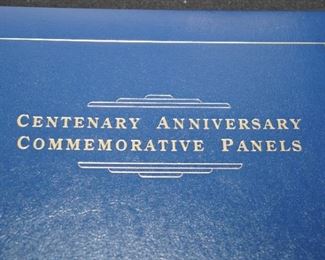 CENTENARY ANNIVERSARY
COMMEMORATIVE PANELS